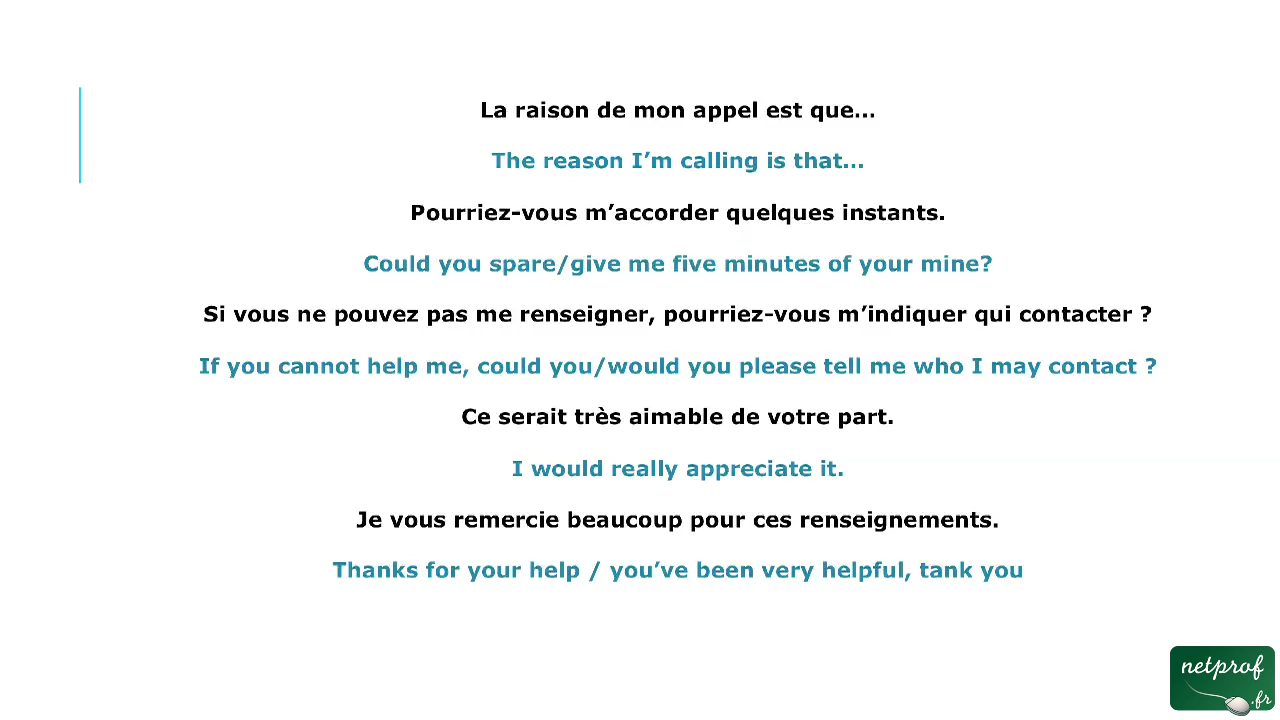 La raison de mon appel est que...
The reason I’m calling is that...
Pourriez-vous m’accorder quelques instants.
Could you spare/give me five minutes of your mine?
Si vous ne pouvez pas me renseigner, pourriez-vous m’indiquer qui contacter ?
If you cannot help me, could you/would you please tell me who I may contact ?
Ce serait très aimable de votre part.
I would really appreciate it.
Je vous remercie beaucoup pour ces renseignements.
Thanks for your help / you’ve been very helpful, tank you
netprof
.fr